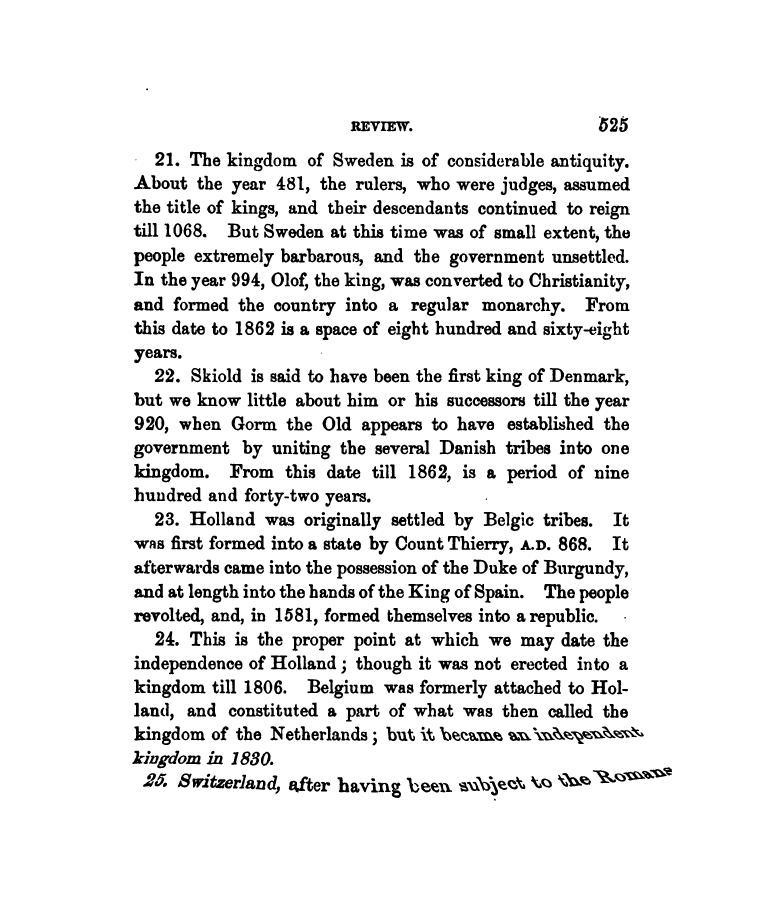 REVIEW. 525
21. The kingdom of Sweden is of considerable antiquity.
About the year 481, the rulers, who were judges, assumed
the title of kings, and their descendants continued to reign
till 1068. But Sweden at this time was of small extent, the
people extremely barbarous, and the government unsettled.
In the year 994, Olof, the king, was converted to Christianity,
and formed the country into a regular monarchy. From
this date to 1862 is a space of eight hundred and sixty-eight
years.
22. Skiold is said to have been the first king of Denmark,
but we know little about him or his successors till the year
920, when Gorm the Old appears to have established the
government by uniting the several Danish tribes into one
kingdom. From this date till 1862, is a period of nine
hundred and forty-two years.
23. Holland was originally settled by Belgic tribes. It
was first formed into a state by Count Thierry, A.D. 868. It
afterwards came into the possession of the Duke of Burgundy,
and at length into the hands of the King of Spain. The people
revolted, and, in 1581, formed themselves into a republic.
24. This is the proper point at which we may date the
independence of Holland; though it was not erected into a
kingdom till 1806. Belgium was formerly attached to Hol-
land, and constituted a part of what was then called the
kingdom of the Netherlands; but it became an independent
kingdom in 1830.
25. Switzerland, after having been subject to the Romans